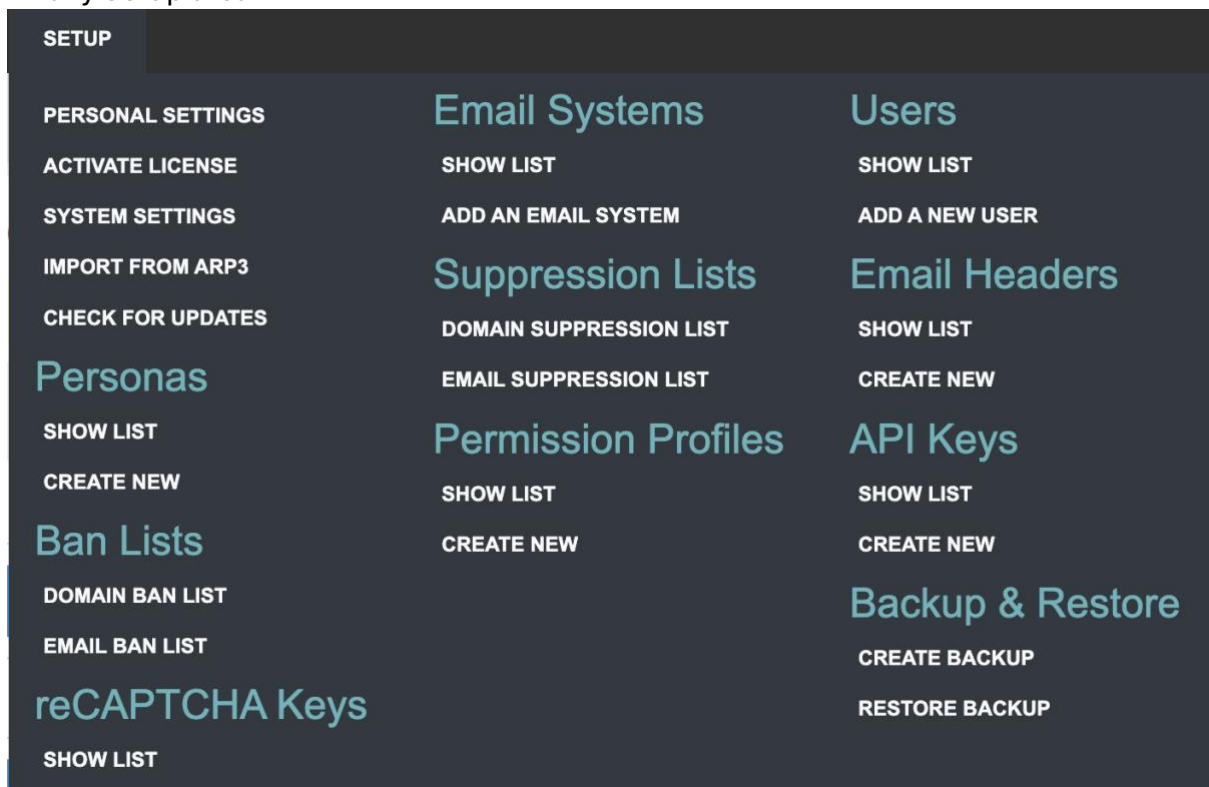 SETUP
PERSONAL SETTINGS
ACTIVATE LICENSE
SYSTEM SETTINGS
IMPORT FROM ARP3
CHECK FOR UPDATES
Personas
SHOW LIST
CREATE NEW
Ban Lists
DOMAIN BAN LIST
EMAIL BAN LIST
reCAPTCHA Keys
SHOW LIST
Email Systems
SHOW LIST
ADD AN EMAIL SYSTEM
Suppression Lists
DOMAIN SUPPRESSION LIST
EMAIL SUPPRESSION LIST
Permission Profiles
SHOW LIST
CREATE NEW
Users
SHOW LIST
ADD A NEW USER
Email Headers
SHOW LIST
CREATE NEW
API Keys
SHOW LIST
CREATE NEW
Backup & Restore
CREATE BACKUP
RESTORE BACKUP